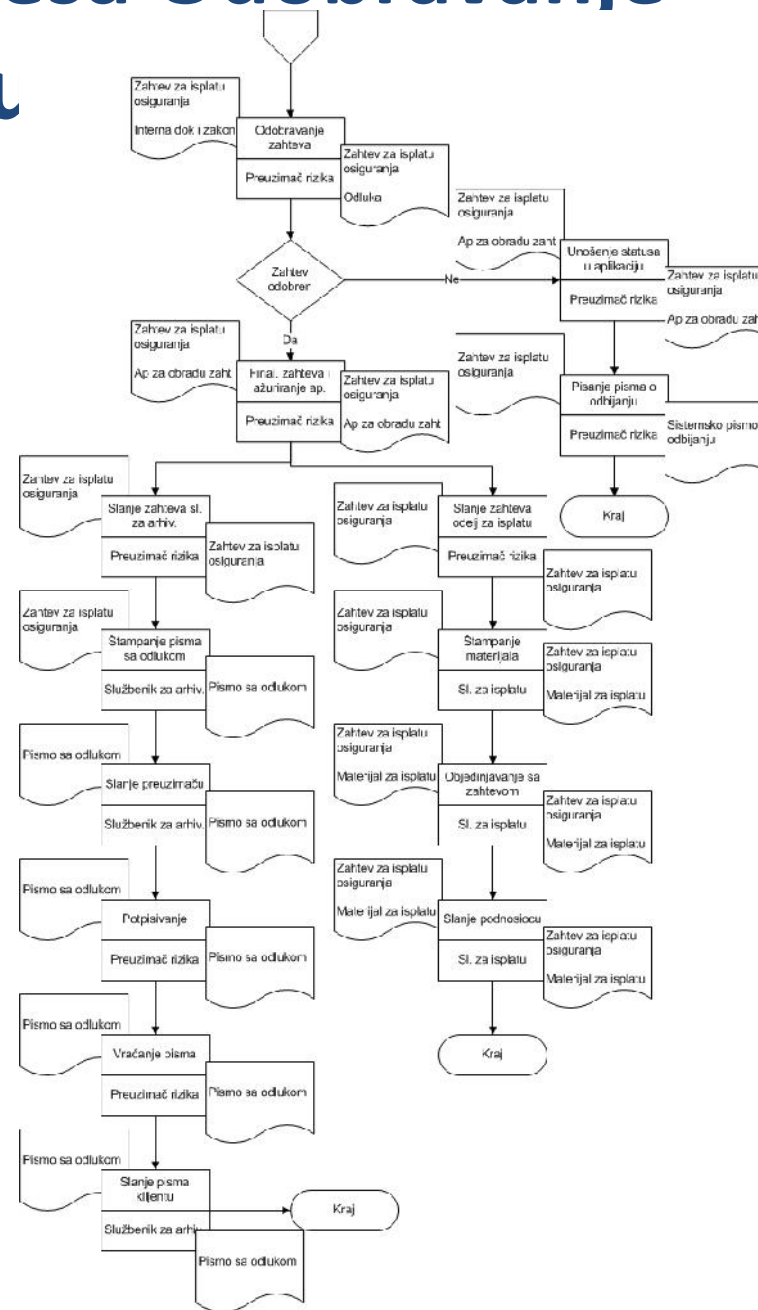 Odobravanje
Zahtev za isplatu
osiguranja
Interna dok i zakon
Odobravanje
zahteva
Preuzimač rizika
Zahtev za isplatu
osiguranja
Odluka
Zahtev
odobren
Ne
Da
Zahtev za isplatu
osiguranja
Ap za obradu zaht
Unošenje statusa
u aplikaciju
Preuzimač rizika
Zahtev za isplatu
osiguranja
Ap za obradu zaht
Zahtev za isplatu
osiguranja
Pisanje pisma o
odbijanju
Preuzimač rizika
Sistemsko pismo
odbijanju
Kraj
Zahtev za isplatu
osiguranja
Ap za obradu zaht
Final. zahteva i
ažuriranje ap.
Preuzimač rizika
Zahtev za isplatu
osiguranja
Ap za obradu zaht
Zahtev za isplatu
osiguranja
Slanje zahteva sl.
za arhiv.
Preuzimač rizika
Zahtev za isplatu
osiguranja
Zahtev za isplatu
osiguranja
Štampanje pisma
sa odlukom
Službenik za arhiv.
Pismo sa odlukom
Pismo sa odlukom
Slanje preuzimaču
Službenik za arhiv.
Pismo sa odlukom
Pismo sa odlukom
Potpisivanje
Preuzimač rizika
Pismo sa odlukom
Pismo sa odlukom
Vraćanje pisma
Preuzimač rizika
Pismo sa odlukom
Pismo sa odlukom
Slanje pisma
klijentu
Službenik za arhiv.
Pismo sa odlukom
Kraj
Zahtev za isplatu
osiguranja
Slanje zahteva
odelj za isplatu
Preuzimač rizika
Zahtev za isplatu
osiguranja
Zahtev za isplatu
osiguranja
Štampanje
materijala
Sl. za isplatu
Zahtev za isplatu
osiguranja
Materijal za isplatu
Zahtev za isplatu
osiguranja
Materijal za isplatu
Objedinjavanje sa
zahtevom
Sl. za isplatu
Zahtev za isplatu
osiguranja
Materijal za isplatu
Zahtev za isplatu
osiguranja
Materijal za isplatu
Slanje podnosiocu
Sl. za isplatu
Zahtev za isplatu
osiguranja
Materijal za isplatu
Kraj